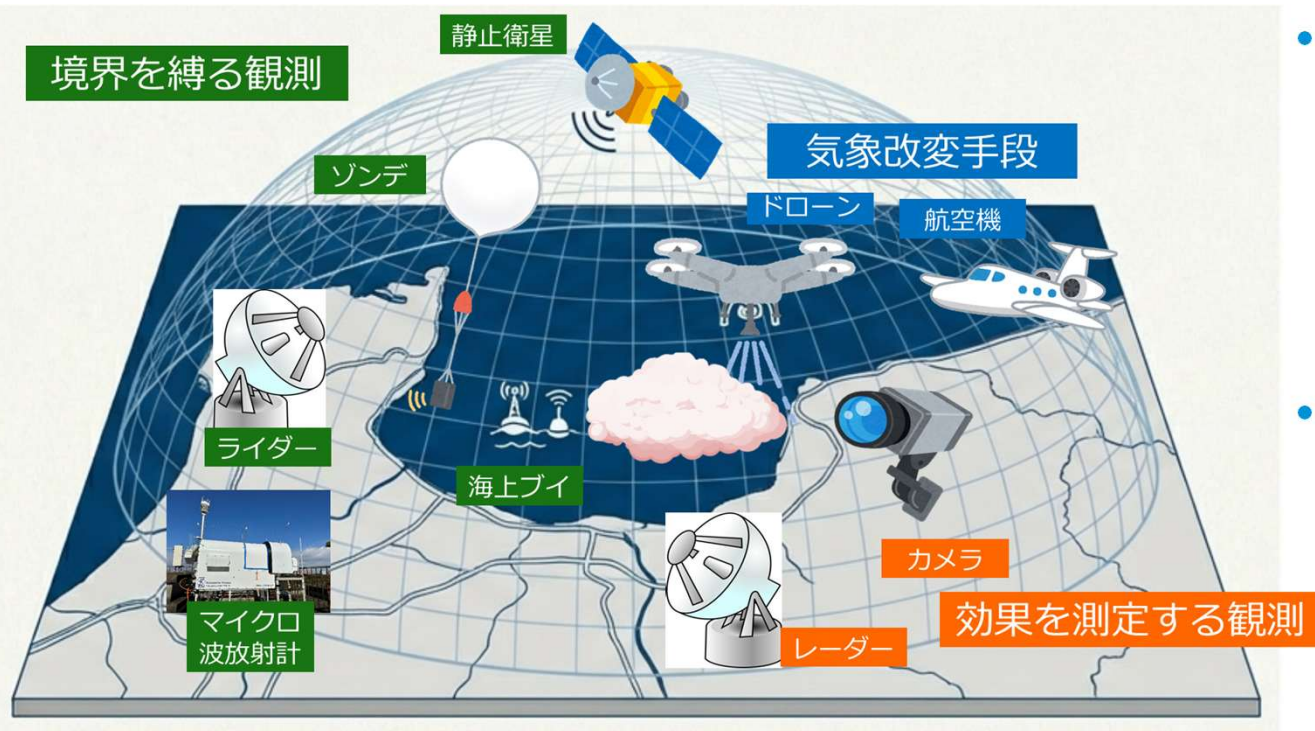 静止衛星
境界を縛る観測
気象改変手段
ゾンデ
ドローン
航空機
ライダー
海上ブイ
カメラ
マイクロ
波放射計
効果を測定する観測
レーダー